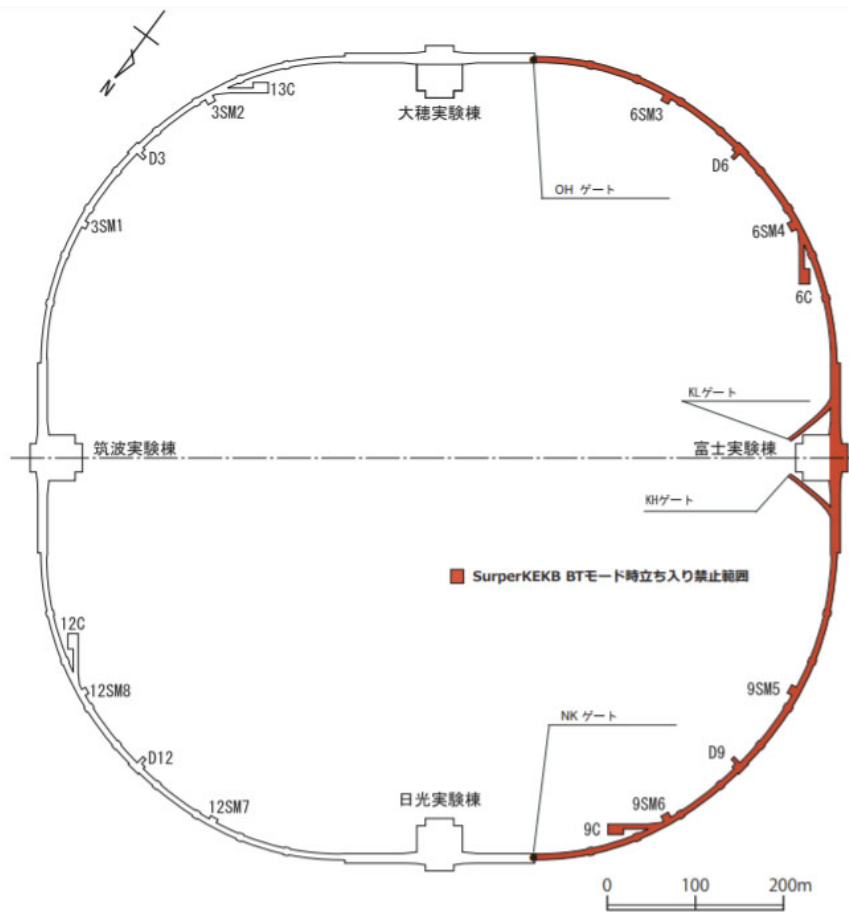 N
13C
3SM2
大穂実験棟
6SM3
D3
D6
OH ゲート
3SM1
6SM4
6C
KLゲート
筑波実験棟
富士実験棟
KHゲート
SurperKEKB BTモード時立ち入り禁止範囲
12C
12SM8
9SM5
NK ゲート
D12
D9
日光実験棟
12SM7
9SM6
9C
0 100 200m